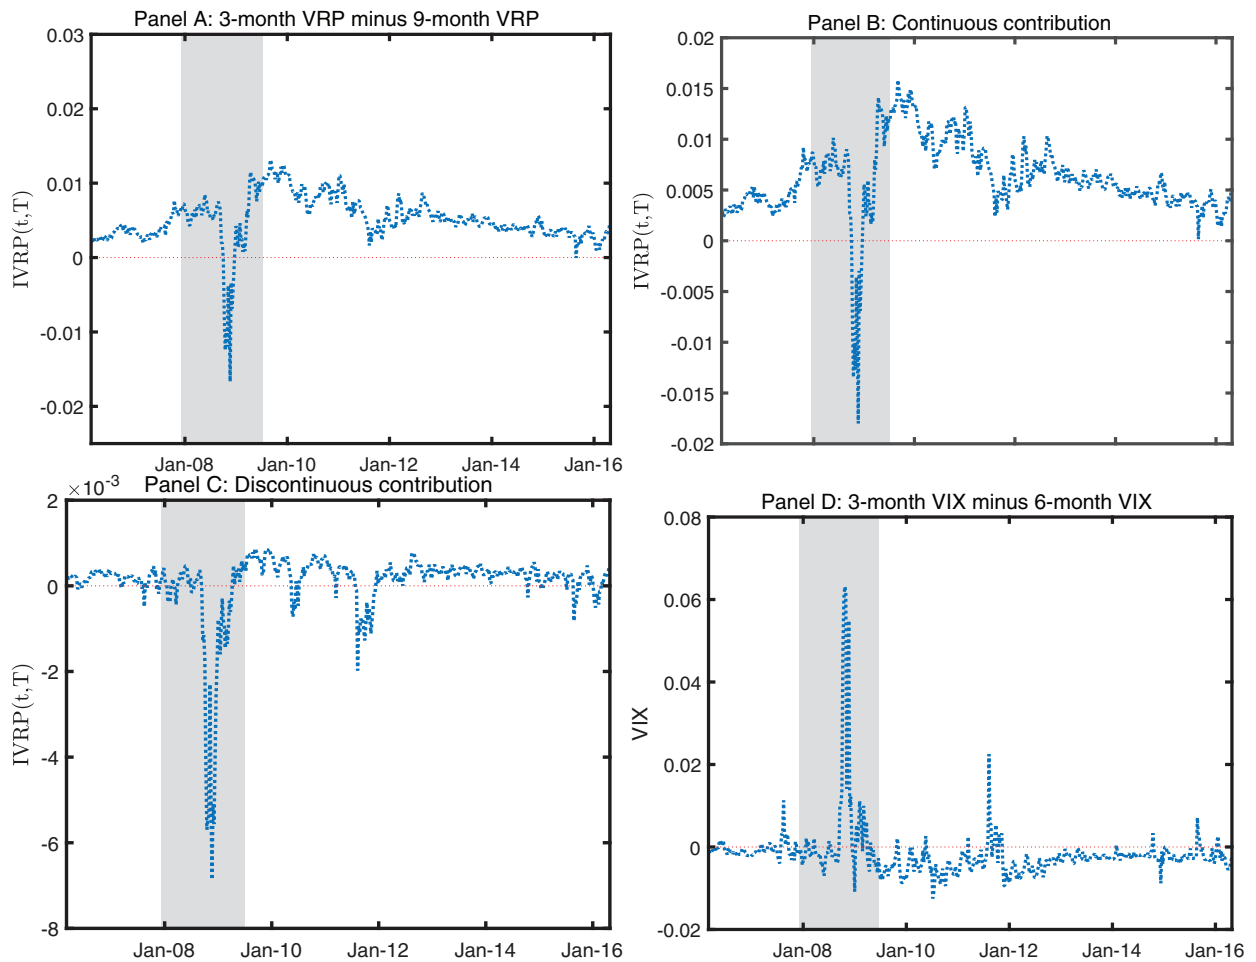 Panel A: 3-month VRP minus 9-month VRP
0.03
0.02
0.01
0
-0.01
-0.02
IVRP(t,T)
Jan-08 Jan-10 Jan-12 Jan-14 Jan-16
Panel B: Continuous contribution
0.02
0.015
0.01
0.005
0
-0.005
-0.01
-0.015
-0.02
IVRP(t,T)
×10⁻³ Panel C: Discontinuous contribution
2
0
-2
-4
-6
-8
IVRP(t,T)
Jan-08 Jan-10 Jan-12 Jan-14 Jan-16
Panel D: 3-month VIX minus 6-month VIX
0.08
0.06
0.04
0.02
0
-0.02
VIX
Jan-08 Jan-10 Jan-12 Jan-14 Jan-16